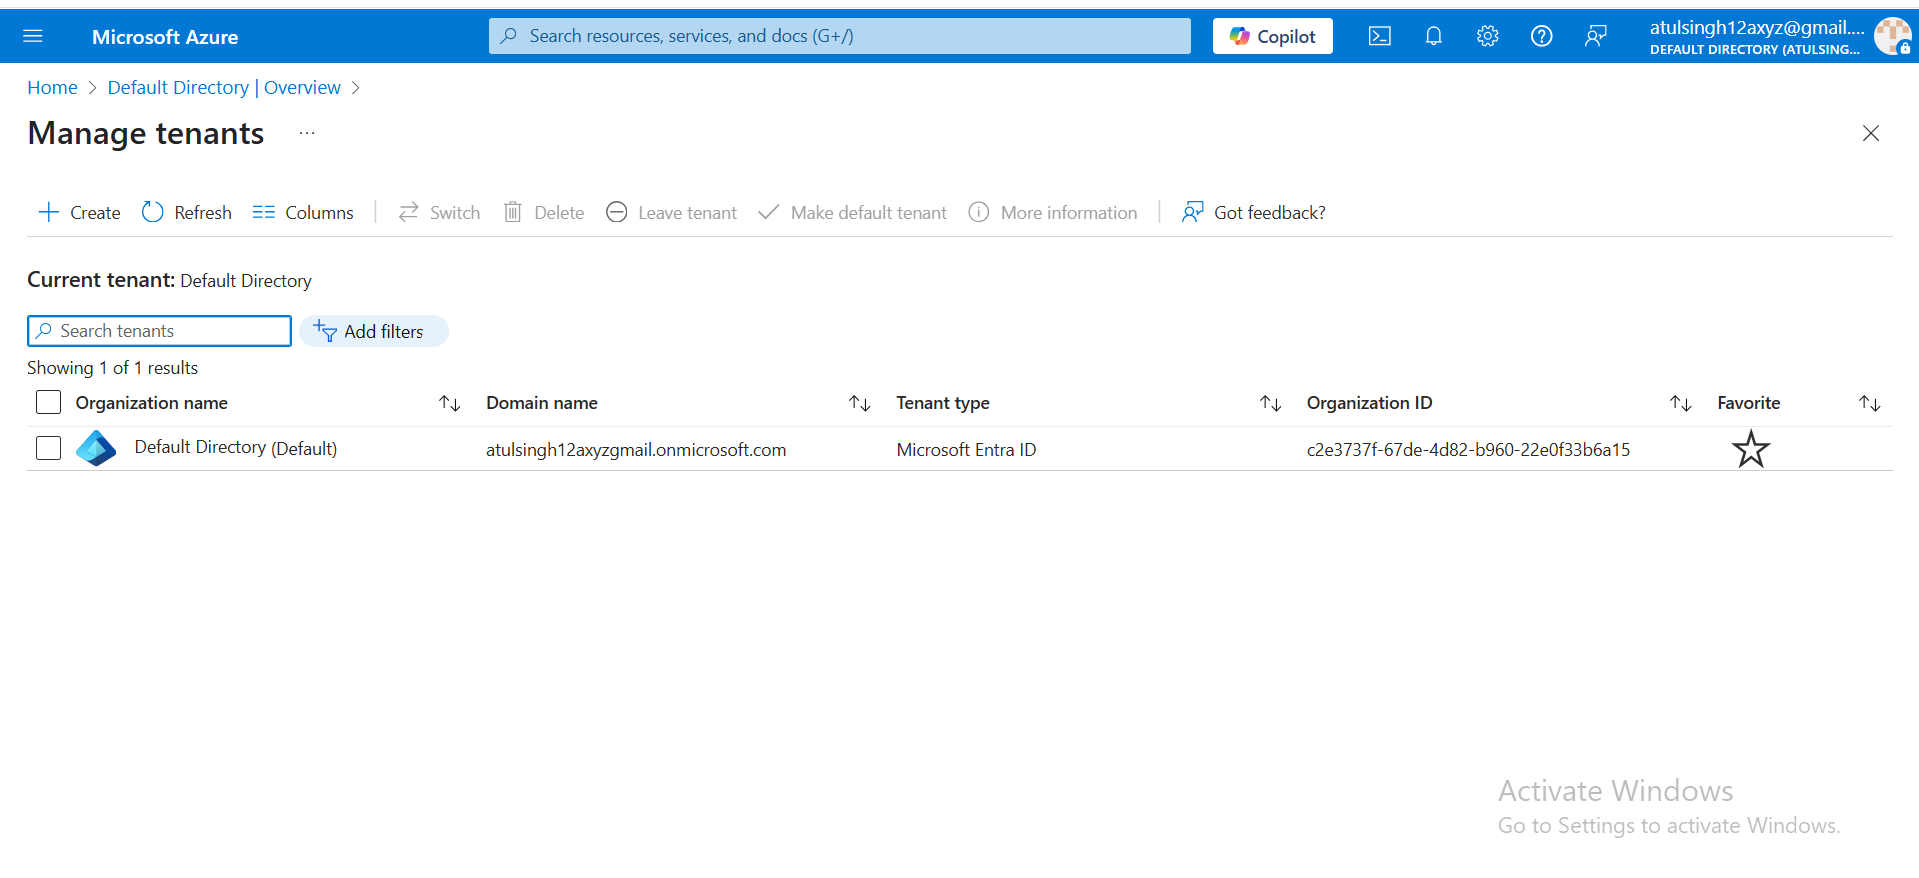 Microsoft Azure
Search resources, services, and docs (G+/)
Copilot
atulsingh12axyz@gmail....
DEFAULT DIRECTORY (ATULSING...
Home > Default Directory | Overview >
Manage tenants ...
Create Refresh Columns Switch Delete Leave tenant Make default tenant More information Got feedback?
Current tenant: Default Directory
Search tenants Add filters
Showing 1 of 1 results
Organization name Domain name Tenant type Organization ID Favorite
Default Directory (Default) atulsingh12axyzgmail.onmicrosoft.com Microsoft Entra ID c2e3737f-67de-4d82-b960-22e0f33b6a15
Activate Windows
Go to Settings to activate Windows.